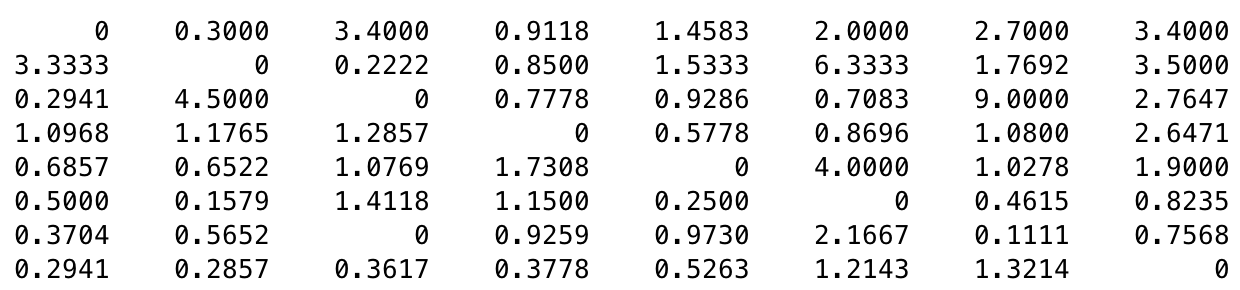 0 0.3000 3.4000 0.9118 1.4583 2.0000 2.7000 3.4000
3.3333 0 0.2222 0.8500 1.5333 6.3333 1.7692 3.5000
0.2941 4.5000 0 0.7778 0.9286 0.7083 9.0000 2.7647
1.0968 1.1765 1.2857 0 0.5778 0.8696 1.0800 2.6471
0.6857 0.6522 1.0769 1.7308 0 4.0000 1.0278 1.9000
0.5000 0.1579 1.4118 1.1500 0.2500 0 0.4615 0.8235
0.3704 0.5652 0 0.9259 0.9730 2.1667 0.1111 0.7568
0.2941 0.2857 0.3617 0.3778 0.5263 1.2143 1.3214 0